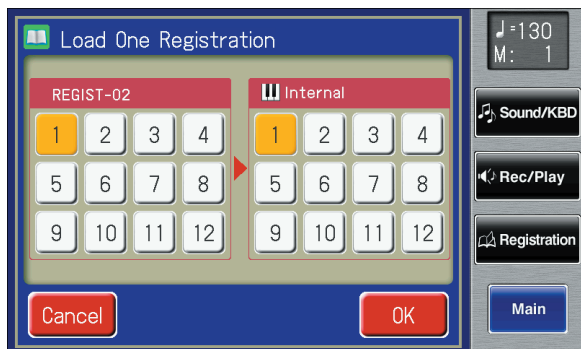 Load One Registration
REGIST-02
1 2 3 4
5 6 7 8
9 10 11 12
Internal
1 2 3 4
5 6 7 8
9 10 11 12
Cancel
OK
♩=130
M: 1
Sound/KBD
Rec/Play
Registration
Main